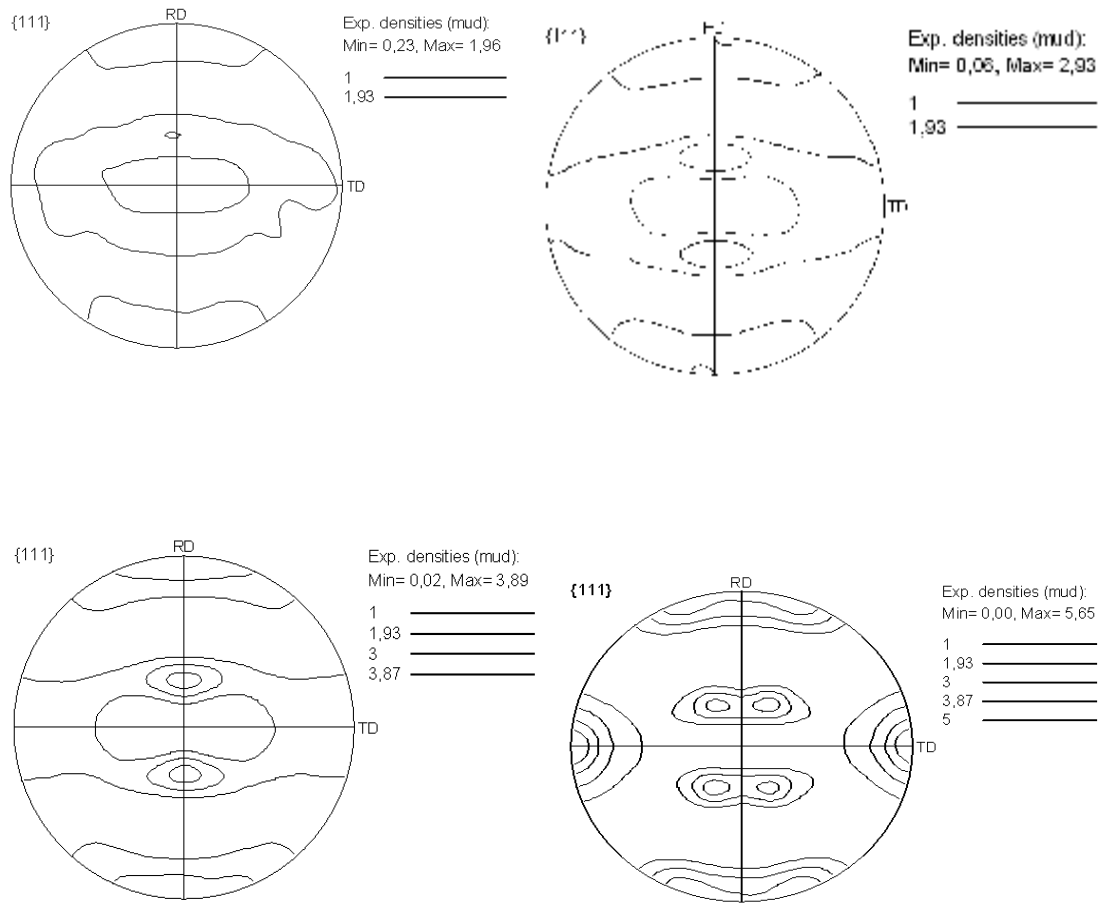 {111}
RD
TD
Exp. densities (mud):
Min= 0,23, Max= 1,96
1
1,93
Exp. densities (mud):
Min= 0,06, Max= 2,93
1
1,93
{111}
RD
TD
Exp. densities (mud):
Min= 0,02, Max= 3,89
1
1,93
3
3,87
{111}
RD
TD
Exp. densities (mud):
Min= 0,00, Max= 5,65
1
1,93
3
3,87
5